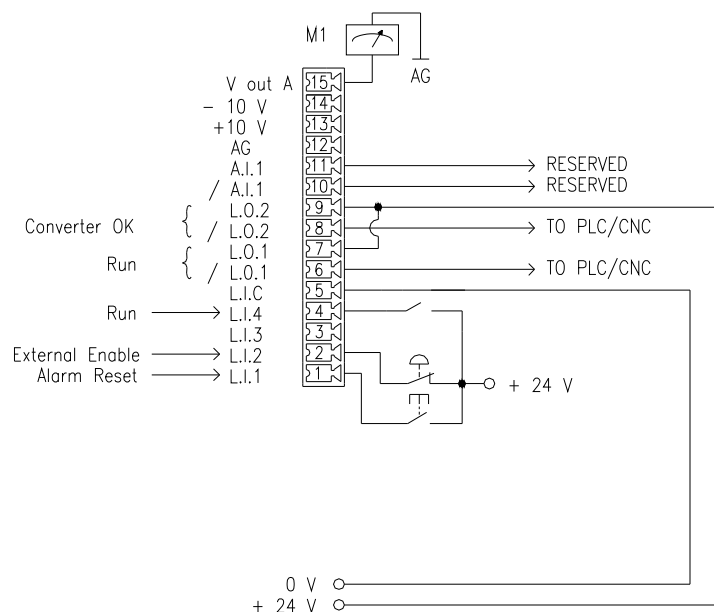 M1
AG
V out A 15
- 10 V 14
+10 V 13
AG 12
A.I.1 11 RESERVED
/ A.I.1 10 RESERVED
L.O.2 9
Converter OK { / L.O.2 8 TO PLC/CNC
L.O.1 7
Run { / L.O.1 6 TO PLC/CNC
L.I.C 5
Run L.I.4 4
L.I.3 3
External Enable L.I.2 2
Alarm Reset L.I.1 1
+ 24 V
0 V
+ 24 V